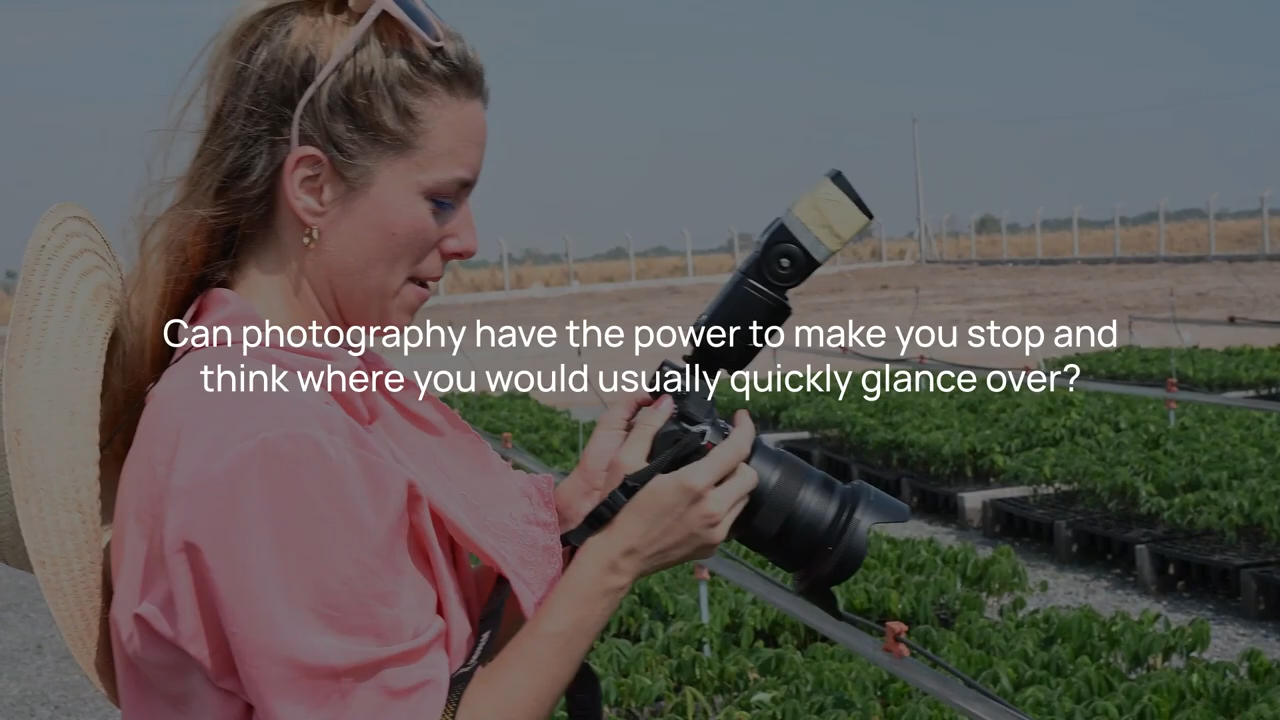 Can photography have the power to make you stop and
think where you would usually quickly glance over?